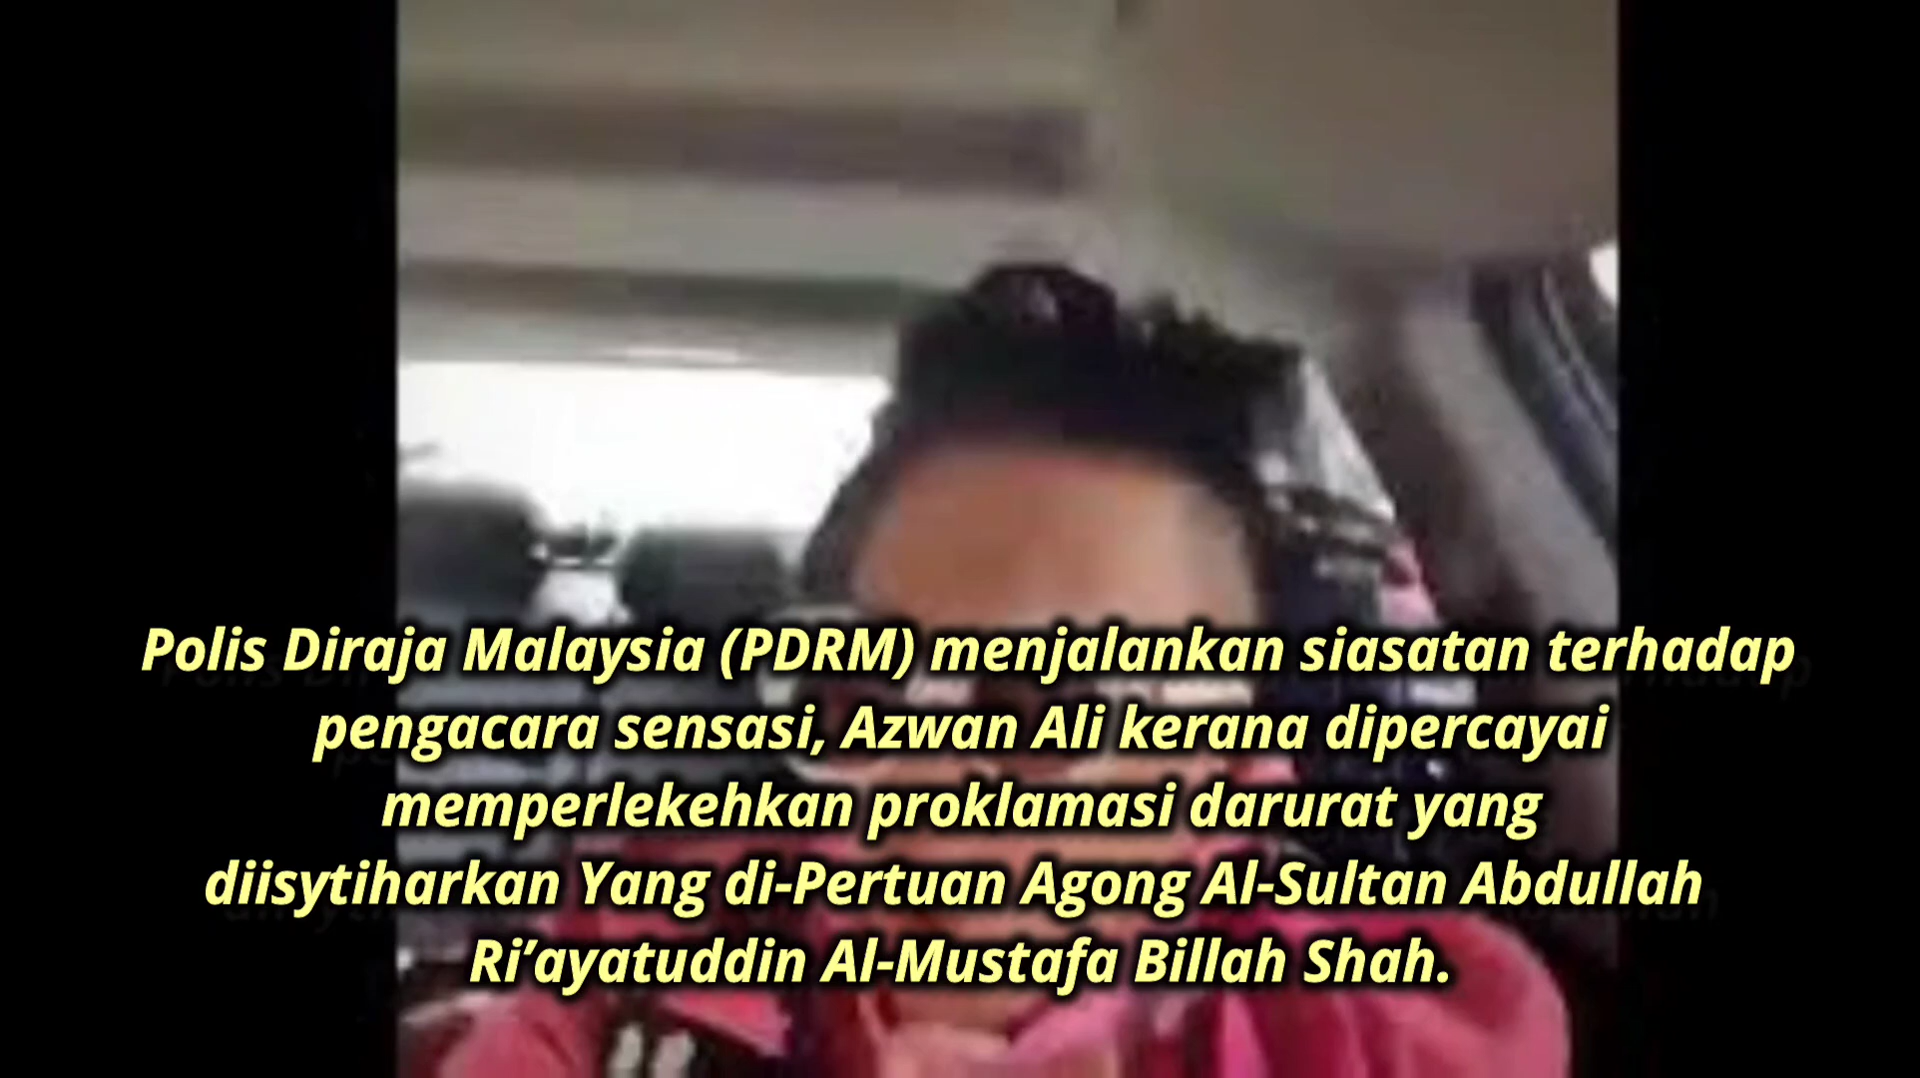 Polis Diraja Malaysia (PDRM) menjalankan siasatan terhadap
pengacara sensasi, Azwan Ali kerana dipercayai
memperlekehkan proklamasi darurat yang
diisytiharkan Yang di-Pertuan Agong Al-Sultan Abdullah
Ri’ayatuddin Al-Mustafa Billah Shah.